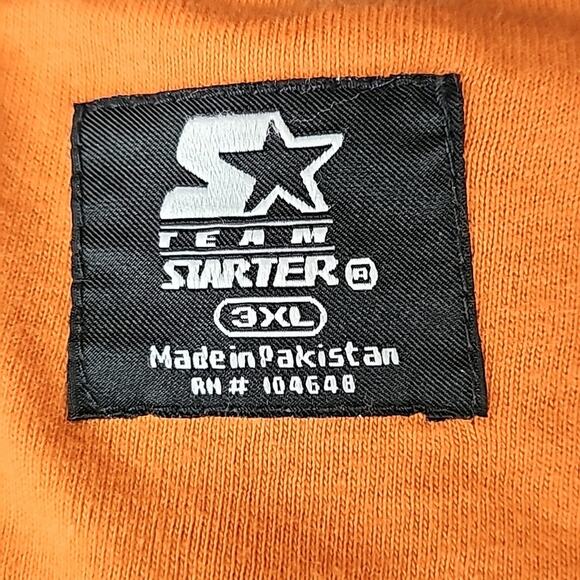 TEAM
STARTER®
3XL
Made in Pakistan
RN # 104648